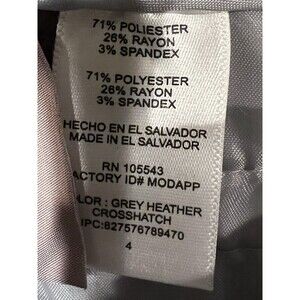 71% POLIESTER
26% RAYON
3% SPANDEX
71% POLYESTER
26% RAYON
3% SPANDEX
HECHO EN EL SALVADOR
MADE IN EL SALVADOR
RN 105543
ACTORY ID# MODAPP
OLOR : GREY HEATHER
CROSSHATCH
IPC:827576789470
4